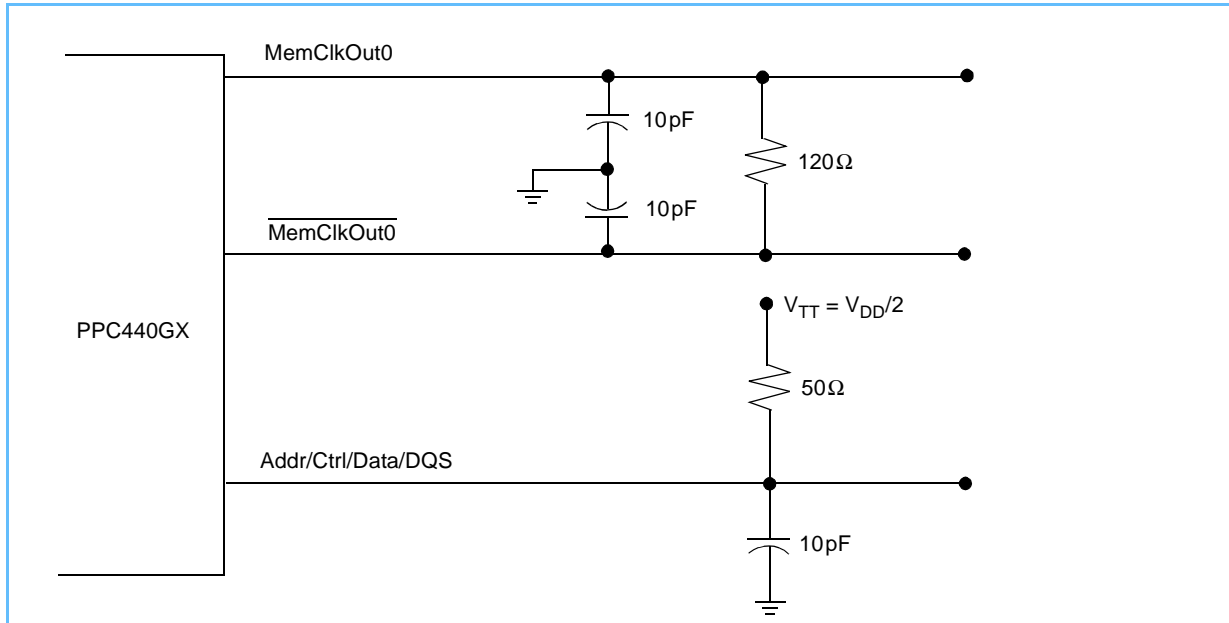 MemClkOut0
10pF
120Ω
10pF
MemClkOut0
V_TT = V_DD/2
PPC440GX
50Ω
Addr/Ctrl/Data/DQS
10pF